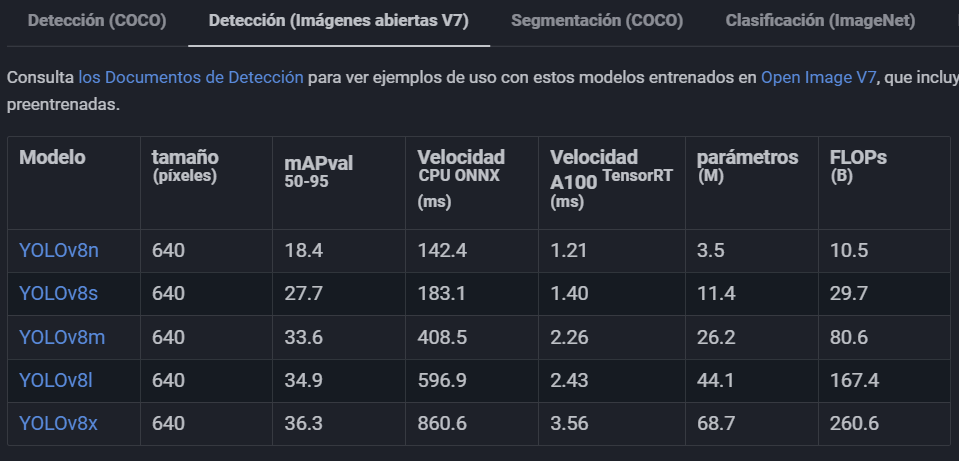 Detección (COCO) Detección (Imágenes abiertas V7) Segmentación (COCO) Clasificación (ImageNet)
Consulta los Documentos de Detección para ver ejemplos de uso con estos modelos entrenados en Open Image V7, que incluy
preentrenadas.
Modelo tamaño (píxeles) mAPval 50-95 Velocidad CPU ONNX (ms) Velocidad A100 TensorRT (ms) parámetros (M) FLOPs (B)
YOLOv8n 640 18.4 142.4 1.21 3.5 10.5
YOLOv8s 640 27.7 183.1 1.40 11.4 29.7
YOLOv8m 640 33.6 408.5 2.26 26.2 80.6
YOLOv8l 640 34.9 596.9 2.43 44.1 167.4
YOLOv8x 640 36.3 860.6 3.56 68.7 260.6